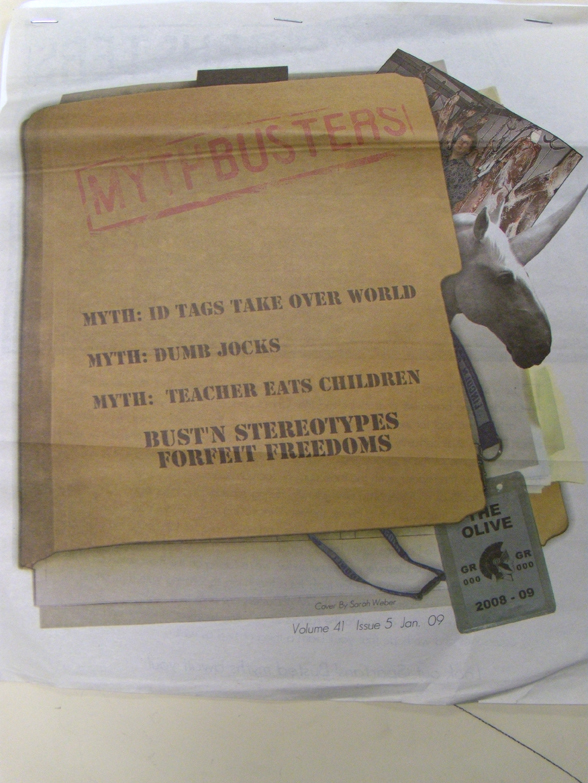 MYTHBUSTERS
MYTH: ID TAGS TAKE OVER WORLD
MYTH: DUMB JOCKS
MYTH: TEACHER EATS CHILDREN
BUST'N STEREOTYPES
FORFEIT FREEDOMS
THE
OLIVE
GR GR
000 000
2008 - 09
Cover By Sarah Weber
Volume 41 Issue 5 Jan. 09